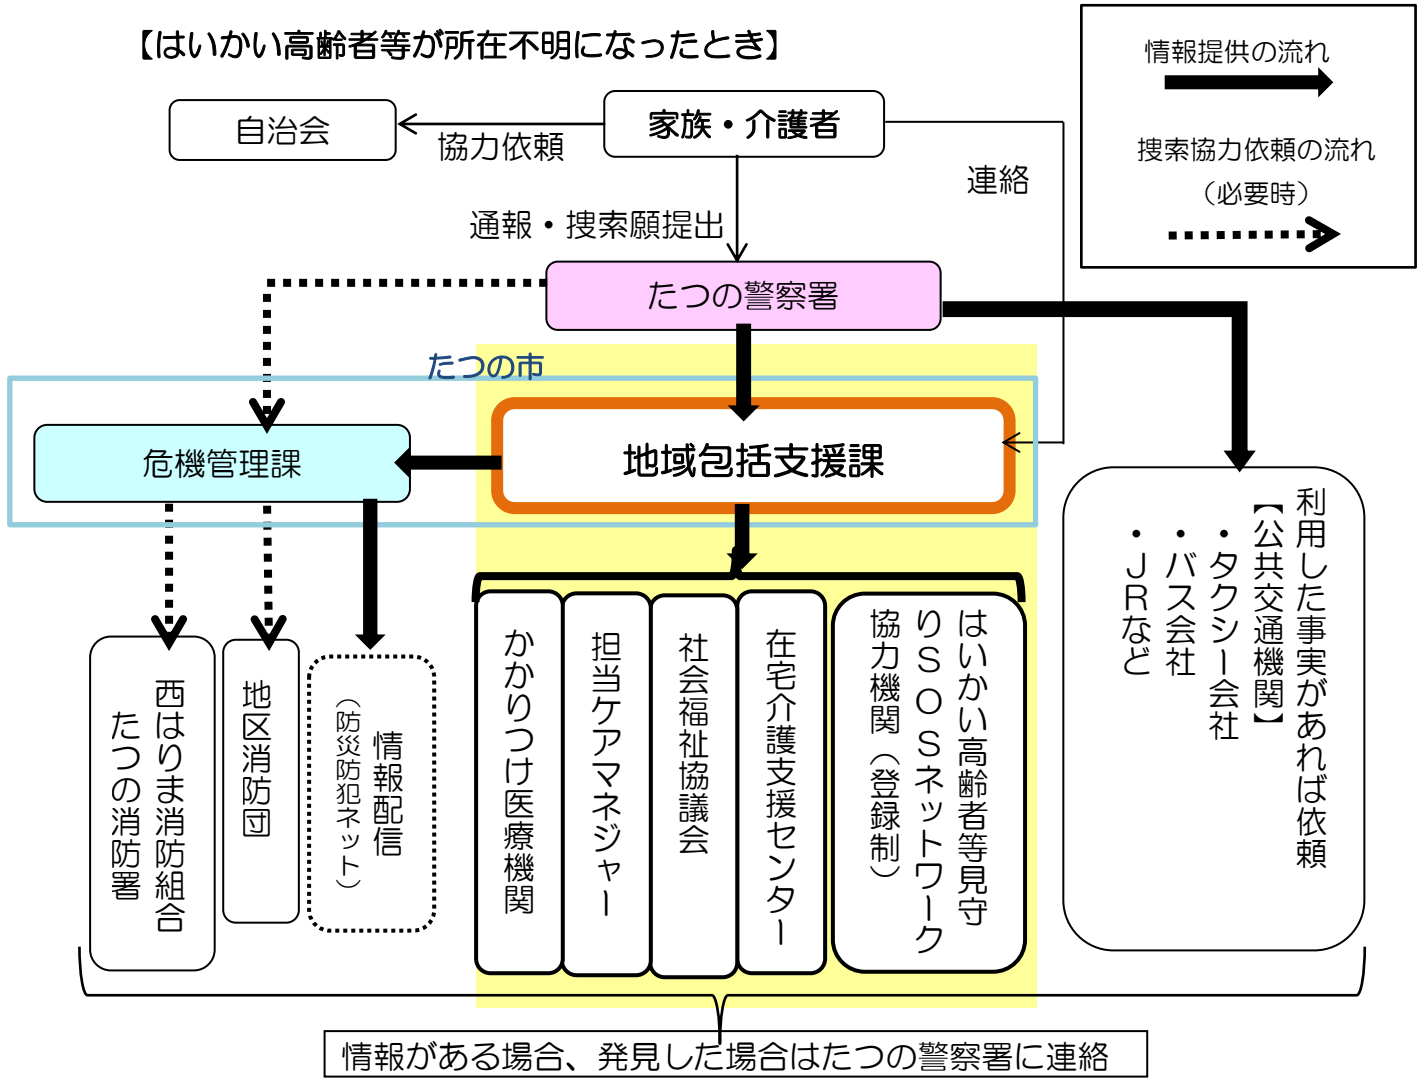 【はいかい高齢者等が所在不明になったとき】
情報提供の流れ
捜索協力依頼の流れ
（必要時）
自治会
協力依頼
家族・介護者
連絡
通報・捜索願提出
たつの警察署
たつの市
危機管理課
地域包括支援課
利用した事実があれば依頼
【公共交通機関】
・タクシー会社
・バス会社
・ＪＲなど
はいかい高齢者等見守
りＳＯＳネットワーク
協力機関（登録制）
在宅介護支援センター
社会福祉協議会
担当ケアマネジャー
かかりつけ医療機関
情報配信
（防災防犯ネット）
地区消防団
西はりま消防組合
たつの消防署
情報がある場合、発見した場合はたつの警察署に連絡